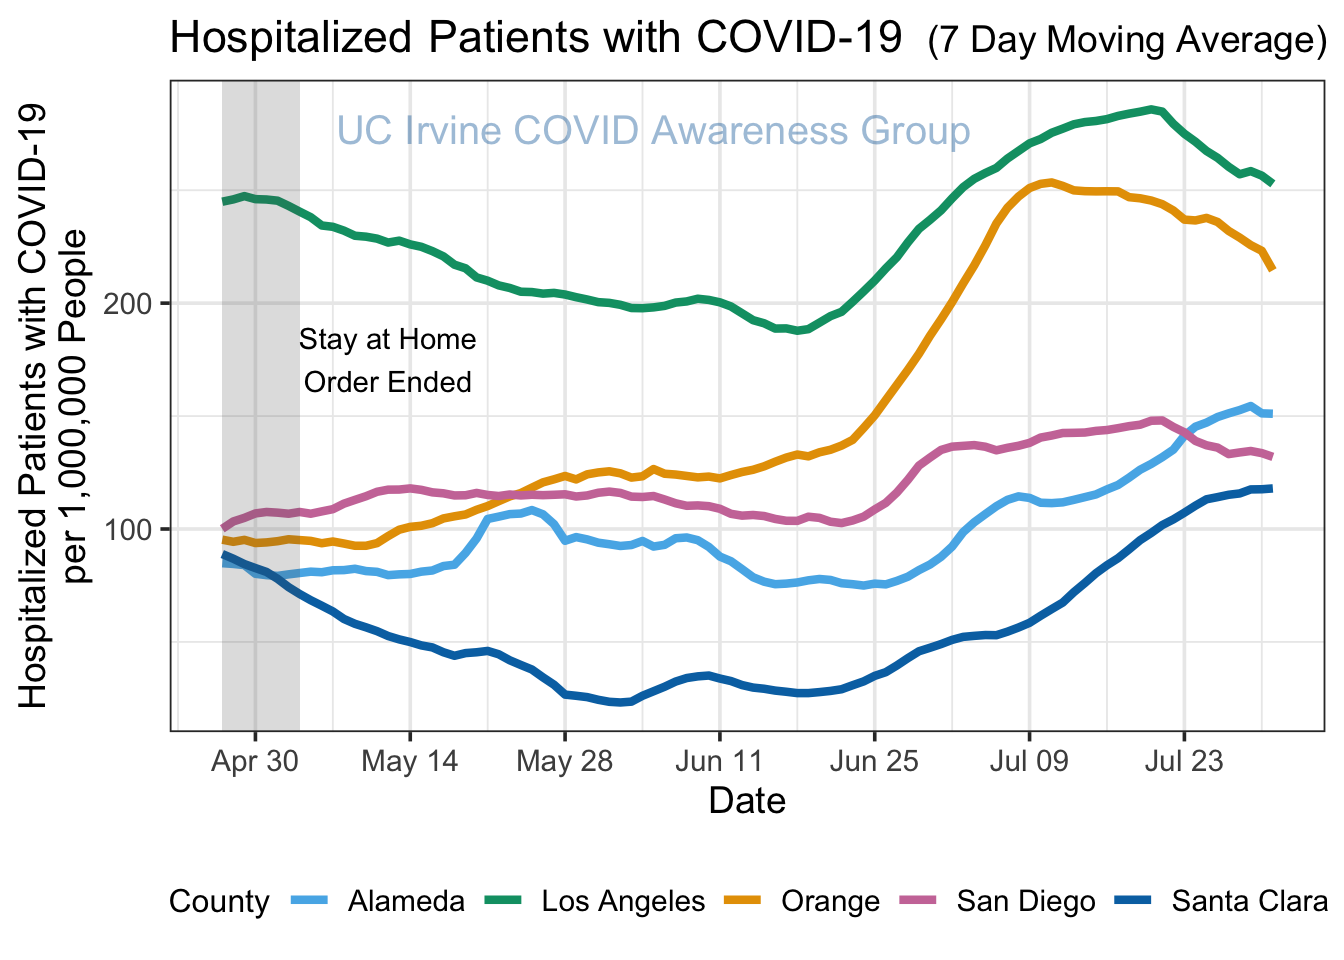 Hospitalized Patients with COVID-19 (7 Day Moving Average)
UC Irvine COVID Awareness Group
Hospitalized Patients with COVID-19
per 1,000,000 People
200
100
Stay at Home
Order Ended
Apr 30 May 14 May 28 Jun 11 Jun 25 Jul 09 Jul 23
Date
County Alameda Los Angeles Orange San Diego Santa Clara